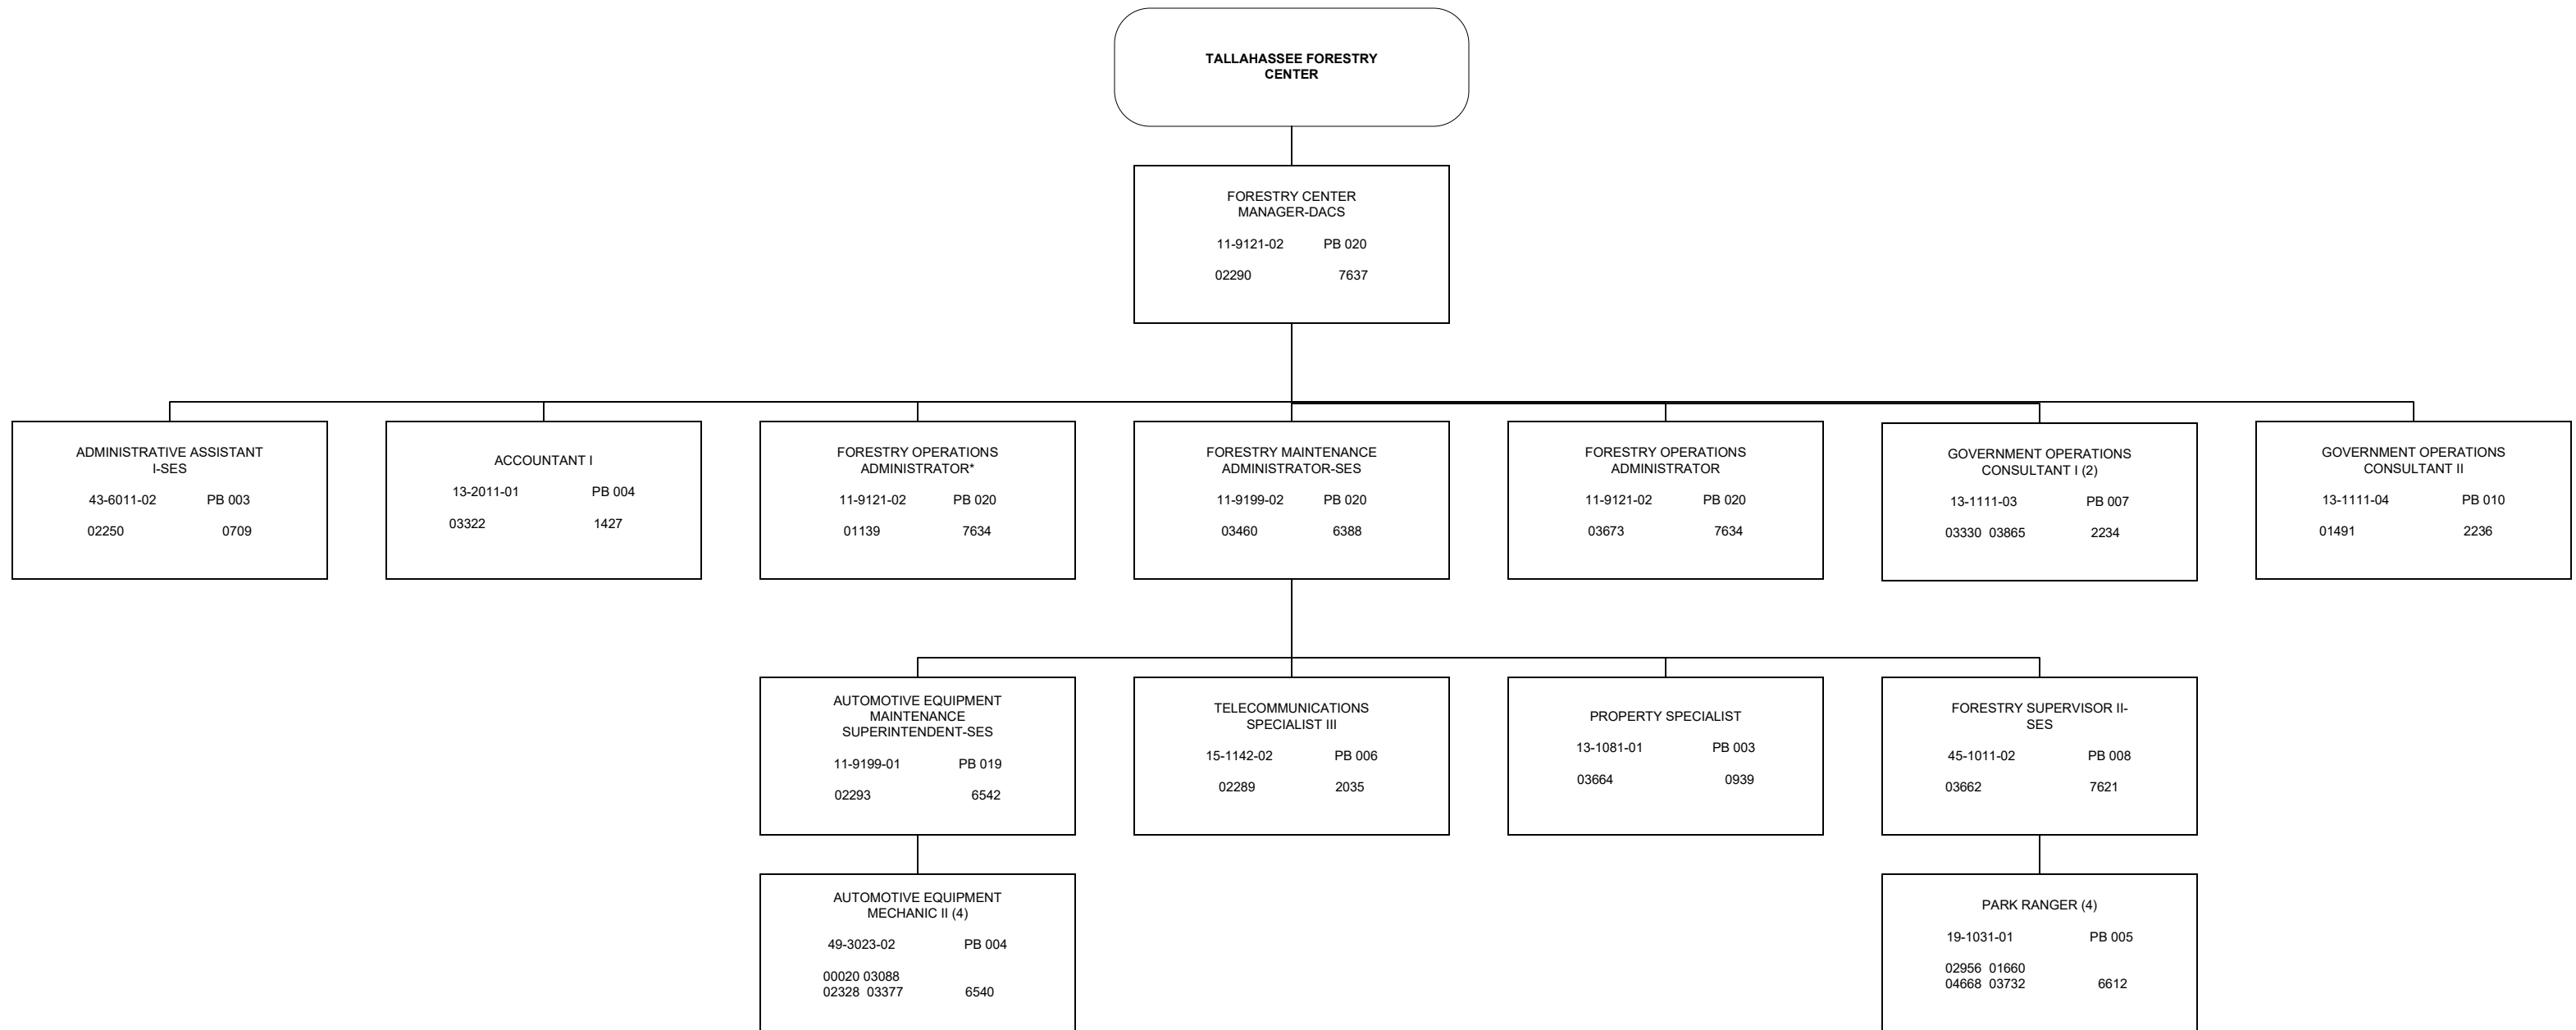 TALLAHASSEE FORESTRY
CENTER
FORESTRY CENTER
MANAGER-DACS
11-9121-02 PB 020
02290 7637
ADMINISTRATIVE ASSISTANT
I-SES
43-6011-02 PB 003
02250 0709
ACCOUNTANT I
13-2011-01 PB 004
03322 1427
FORESTRY OPERATIONS
ADMINISTRATOR*
11-9121-02 PB 020
01139 7634
FORESTRY MAINTENANCE
ADMINISTRATOR-SES
11-9199-02 PB 020
03460 6388
FORESTRY OPERATIONS
ADMINISTRATOR
11-9121-02 PB 020
03673 7634
GOVERNMENT OPERATIONS
CONSULTANT I (2)
13-1111-03 PB 007
03330 03865 2234
GOVERNMENT OPERATIONS
CONSULTANT II
13-1111-04 PB 010
01491 2236
AUTOMOTIVE EQUIPMENT
MAINTENANCE
SUPERINTENDENT-SES
11-9199-01 PB 019
02293 6542
TELECOMMUNICATIONS
SPECIALIST III
15-1142-02 PB 006
02289 2035
PROPERTY SPECIALIST
13-1081-01 PB 003
03664 0939
FORESTRY SUPERVISOR II-
SES
45-1011-02 PB 008
03662 7621
AUTOMOTIVE EQUIPMENT
MECHANIC II (4)
49-3023-02 PB 004
00020 03088
02328 03377 6540
PARK RANGER (4)
19-1031-01 PB 005
02956 01660
04668 03732 6612